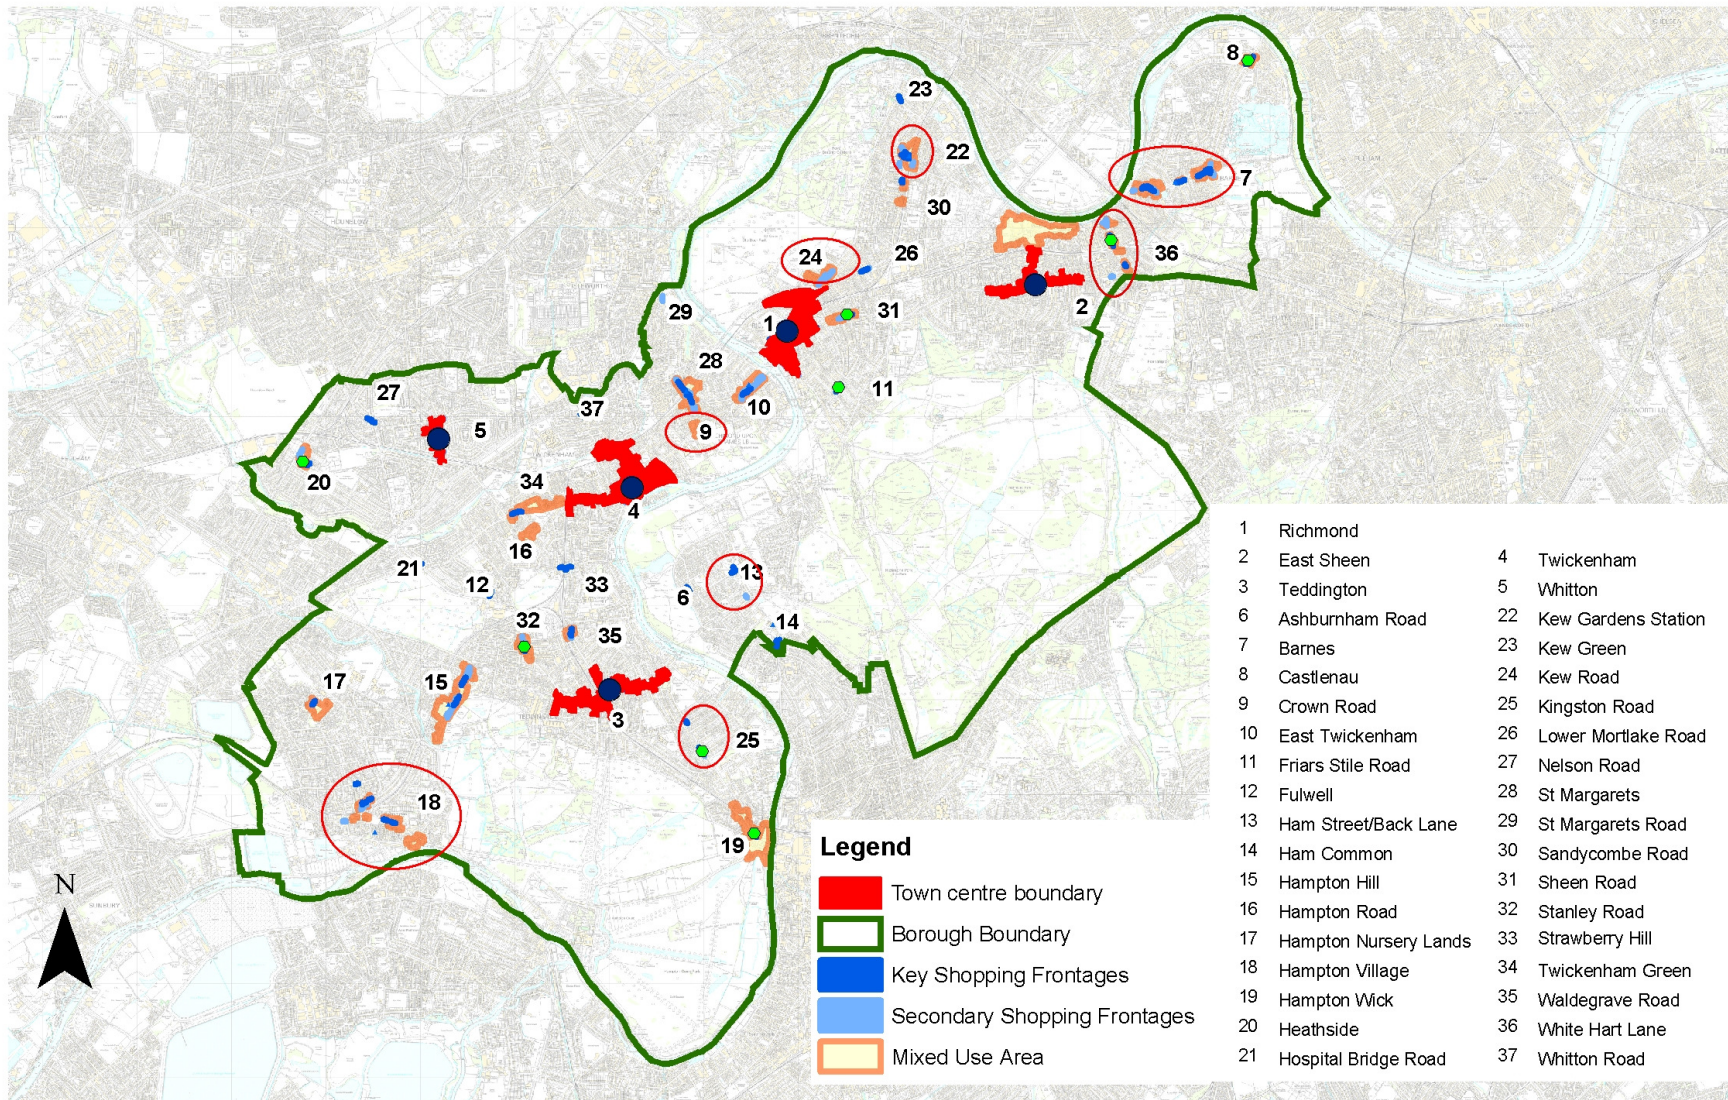 8
23
22
7
30
36
26
24
2
29
31
1
28
11
10
27
37
9
5
20
34
4
16
21
12
33
13
6
14
32
35
17
15
3
25
18
19
N
Legend
Town centre boundary
Borough Boundary
Key Shopping Frontages
Secondary Shopping Frontages
Mixed Use Area
1 Richmond
2 East Sheen
3 Teddington
6 Ashburnham Road
7 Barnes
8 Castlenau
9 Crown Road
10 East Twickenham
11 Friars Stile Road
12 Fulwell
13 Ham Street/Back Lane
14 Ham Common
15 Hampton Hill
16 Hampton Road
17 Hampton Nursery Lands
18 Hampton Village
19 Hampton Wick
20 Heathside
21 Hospital Bridge Road
4 Twickenham
5 Whitton
22 Kew Gardens Station
23 Kew Green
24 Kew Road
25 Kingston Road
26 Lower Mortlake Road
27 Nelson Road
28 St Margarets
29 St Margarets Road
30 Sandycombe Road
31 Sheen Road
32 Stanley Road
33 Strawberry Hill
34 Twickenham Green
35 Waldegrave Road
36 White Hart Lane
37 Whitton Road